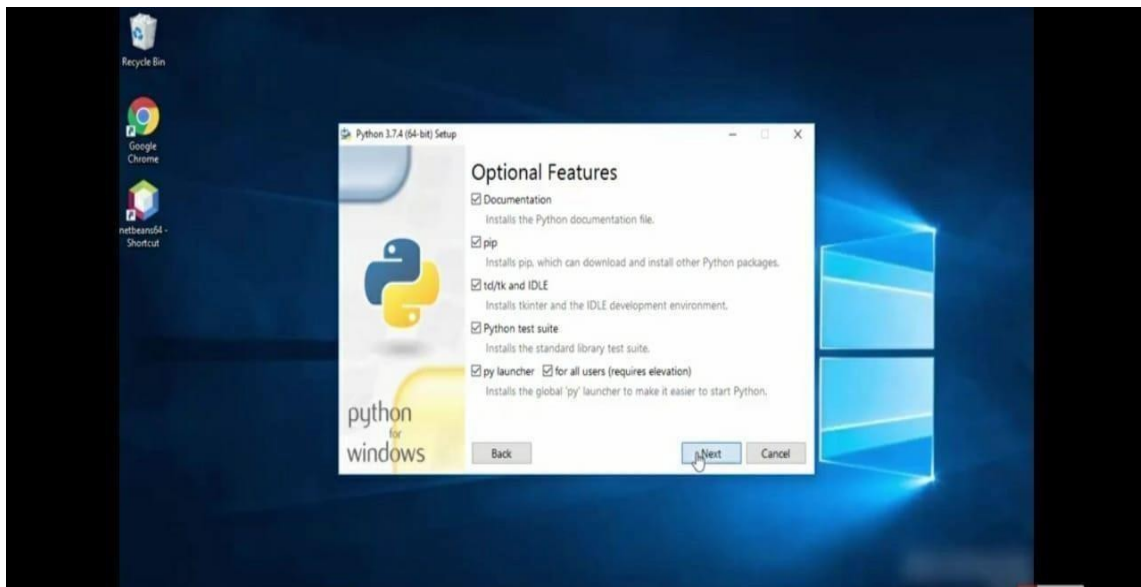 Recycle Bin
Google
Chrome
netbeans64 -
Shortcut
Python 3.7.4 (64-bit) Setup
Optional Features
Documentation
Installs the Python documentation file.
pip
Installs pip, which can download and install other Python packages.
tcl/tk and IDLE
Installs tkinter and the IDLE development environment.
Python test suite
Installs the standard library test suite.
py launcher for all users (requires elevation)
Installs the global 'py' launcher to make it easier to start Python.
python
for
windows
Back Next Cancel